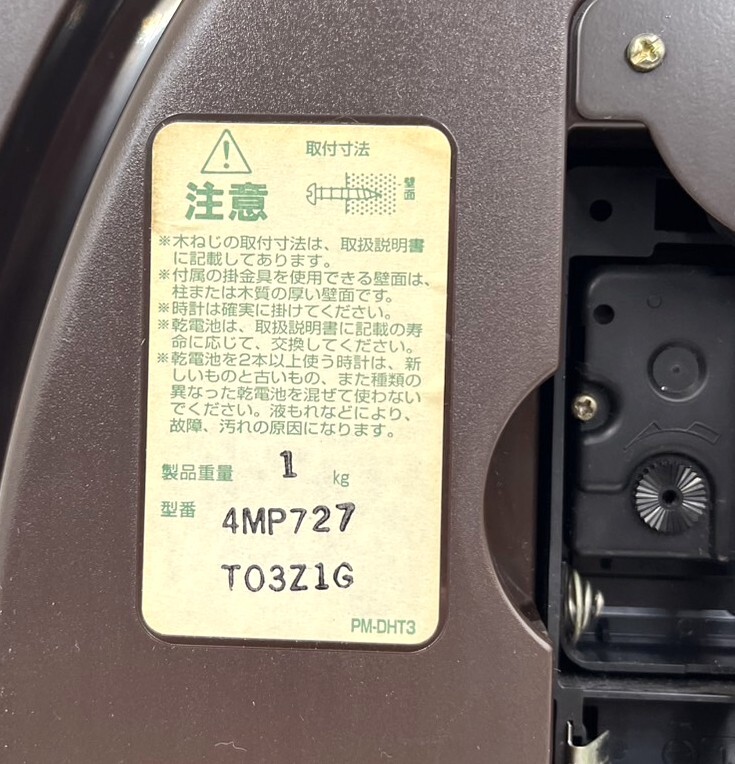 取付寸法
注意
壁面
※木ねじの取付寸法は、取扱説明書
に記載してあります。
※付属の掛金具を使用できる壁面は、
柱または木質の厚い壁面です。
※時計は確実に掛けてください。
※乾電池は、取扱説明書に記載の寿
命に応じて、交換してください。
※乾電池を2本以上使う時計は、新
しいものと古いもの、また種類の
異なった乾電池を混ぜて使わない
でください。液もれなどにより、
故障、汚れの原因になります。
製品重量 1 kg
型番 4MP727
T03Z1G
PM-DHT3